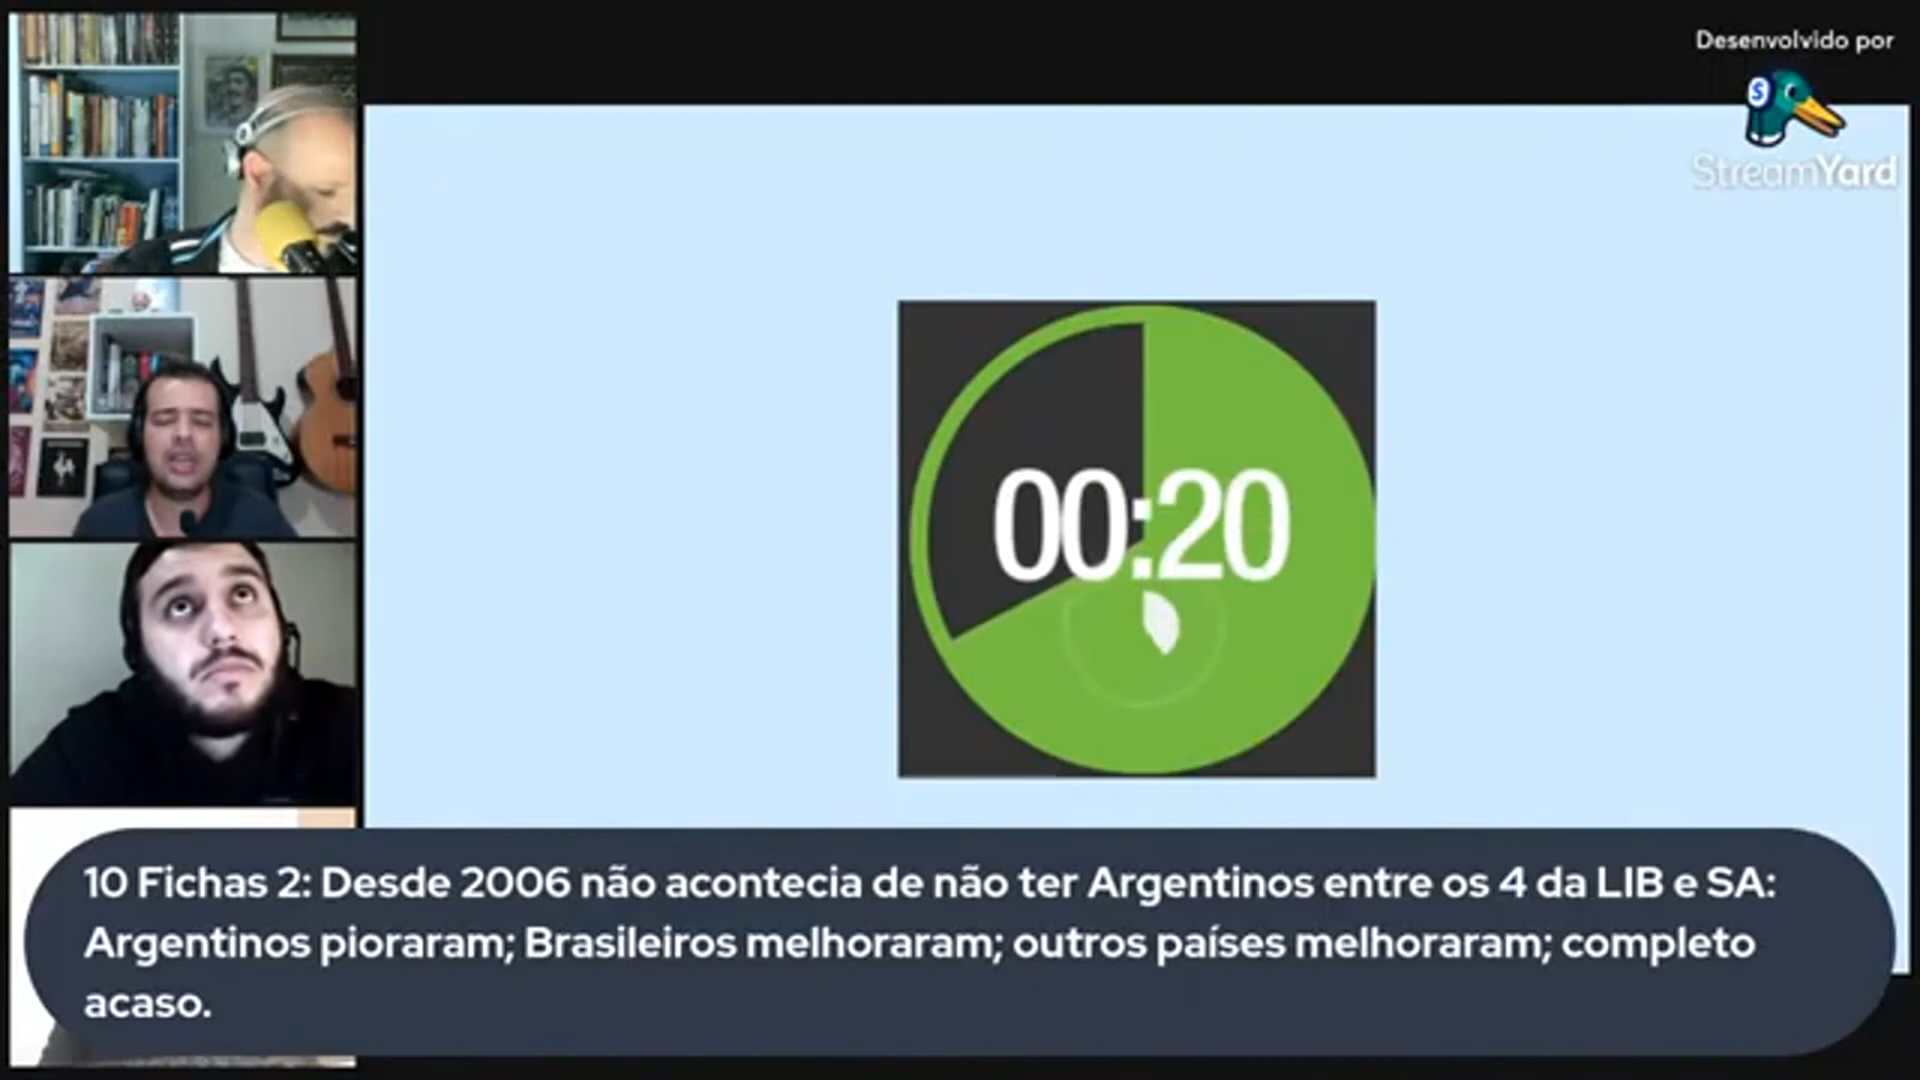 Desenvolvido por
StreamYard
00:20
10 Fichas 2: Desde 2006 não acontecia de não ter Argentinos entre os 4 da LIB e SA:
Argentinos pioraram; Brasileiros melhoraram; outros países melhoraram; completo
acaso.